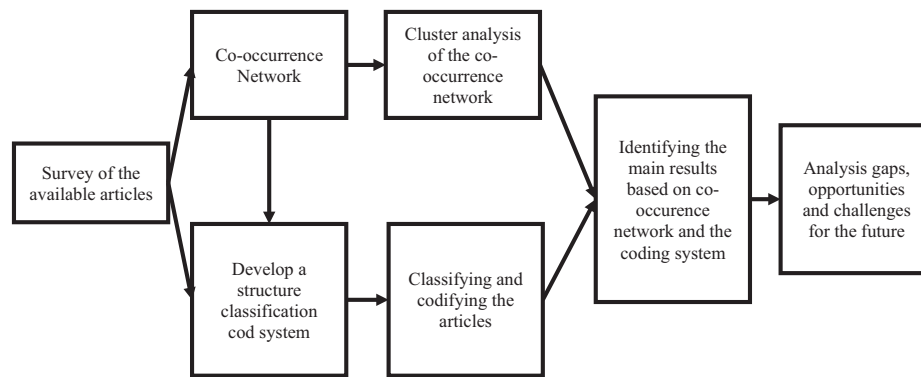 Survey of the
available articles
Co-occurrence
Network
Cluster analysis
of the co-
occurrence
network
Develop a
structure
classification
cod system
Classifying and
codifying the
articles
Identifying the
main results
based on co-
occurence
network and the
coding system
Analysis gaps,
opportunities
and challenges
for the future